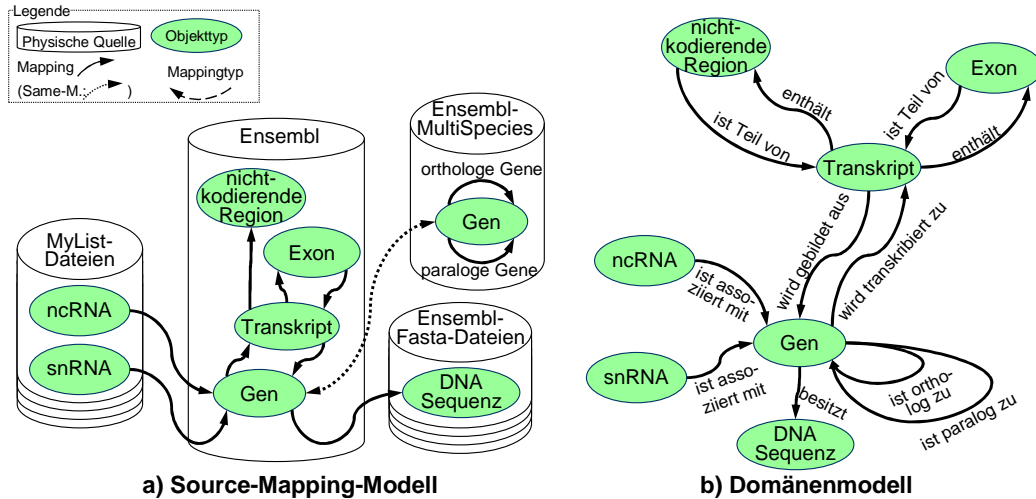 Legende
Physische Quelle
Objekttyp
Mapping
(Same-M.: )
Mappingtyp
Ensembl
nicht-
kodierende
Region
Exon
Transkript
Gen
MyList-
Dateien
ncRNA
snRNA
Ensembl-
MultiSpecies
orthologe Gene
Gen
paraloge Gene
Ensembl-
Fasta-Dateien
DNA
Sequenz
a) Source-Mapping-Modell
nicht-
kodierende
Region
Exon
enthält
ist Teil von
ist Teil von
enthält
Transkript
wird gebildet aus
wird transkribiert zu
ncRNA
ist asso-
ziiert mit
Gen
snRNA
ist asso-
ziiert mit
besitzt
ist ortho-
log zu
ist paralog zu
DNA
Sequenz
b) Domänenmodell